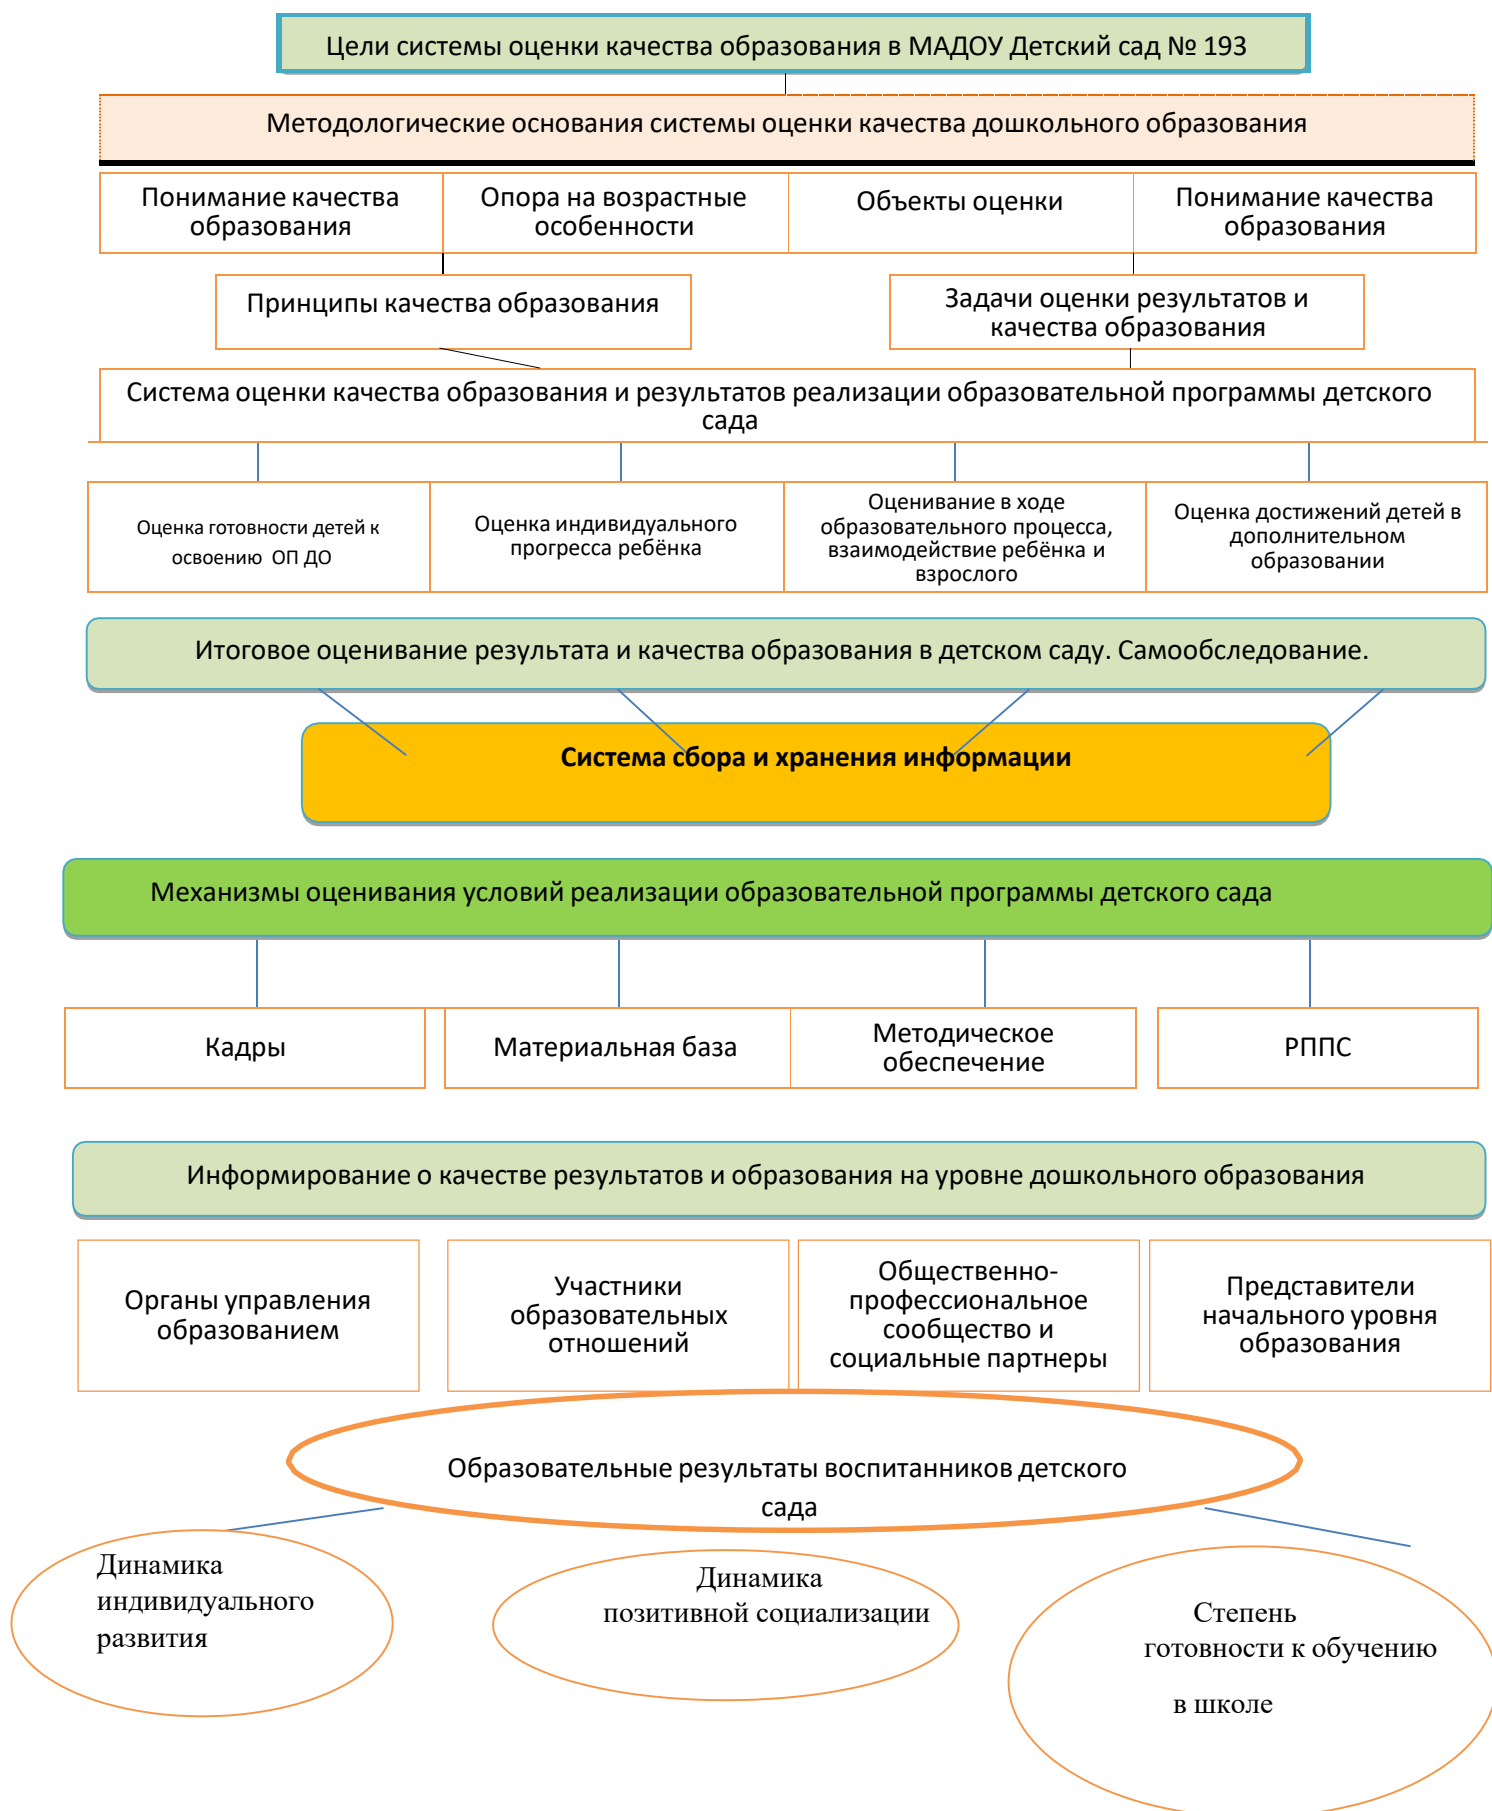 Цели системы оценки качества образования в МАДОУ Детский сад № 193
Методологические основания системы оценки качества дошкольного образования
Понимание качества
образования
Опора на возрастные
особенности
Объекты оценки
Понимание качества
образования
Принципы качества образования
Задачи оценки результатов и
качества образования
Система оценки качества образования и результатов реализации образовательной программы детского
сада
Оценка готовности детей к
освоению ОП ДО
Оценка индивидуального
прогресса ребёнка
Оценивание в ходе
образовательного процесса,
взаимодействие ребёнка и
взрослого
Оценка достижений детей в
дополнительном
образовании
Итоговое оценивание результата и качества образования в детском саду. Самообследование.
Система сбора и хранения информации
Механизмы оценивания условий реализации образовательной программы детского сада
Кадры
Материальная база
Методическое
обеспечение
РППС
Информирование о качестве результатов и образования на уровне дошкольного образования
Органы управления
образованием
Участники
образовательных
отношений
Общественно-
профессиональное
сообщество и
социальные партнеры
Представители
начального уровня
образования
Образовательные результаты воспитанников детского
сада
Динамика
индивидуального
развития
Динамика
позитивной социализации
Степень
готовности к обучению
в школе